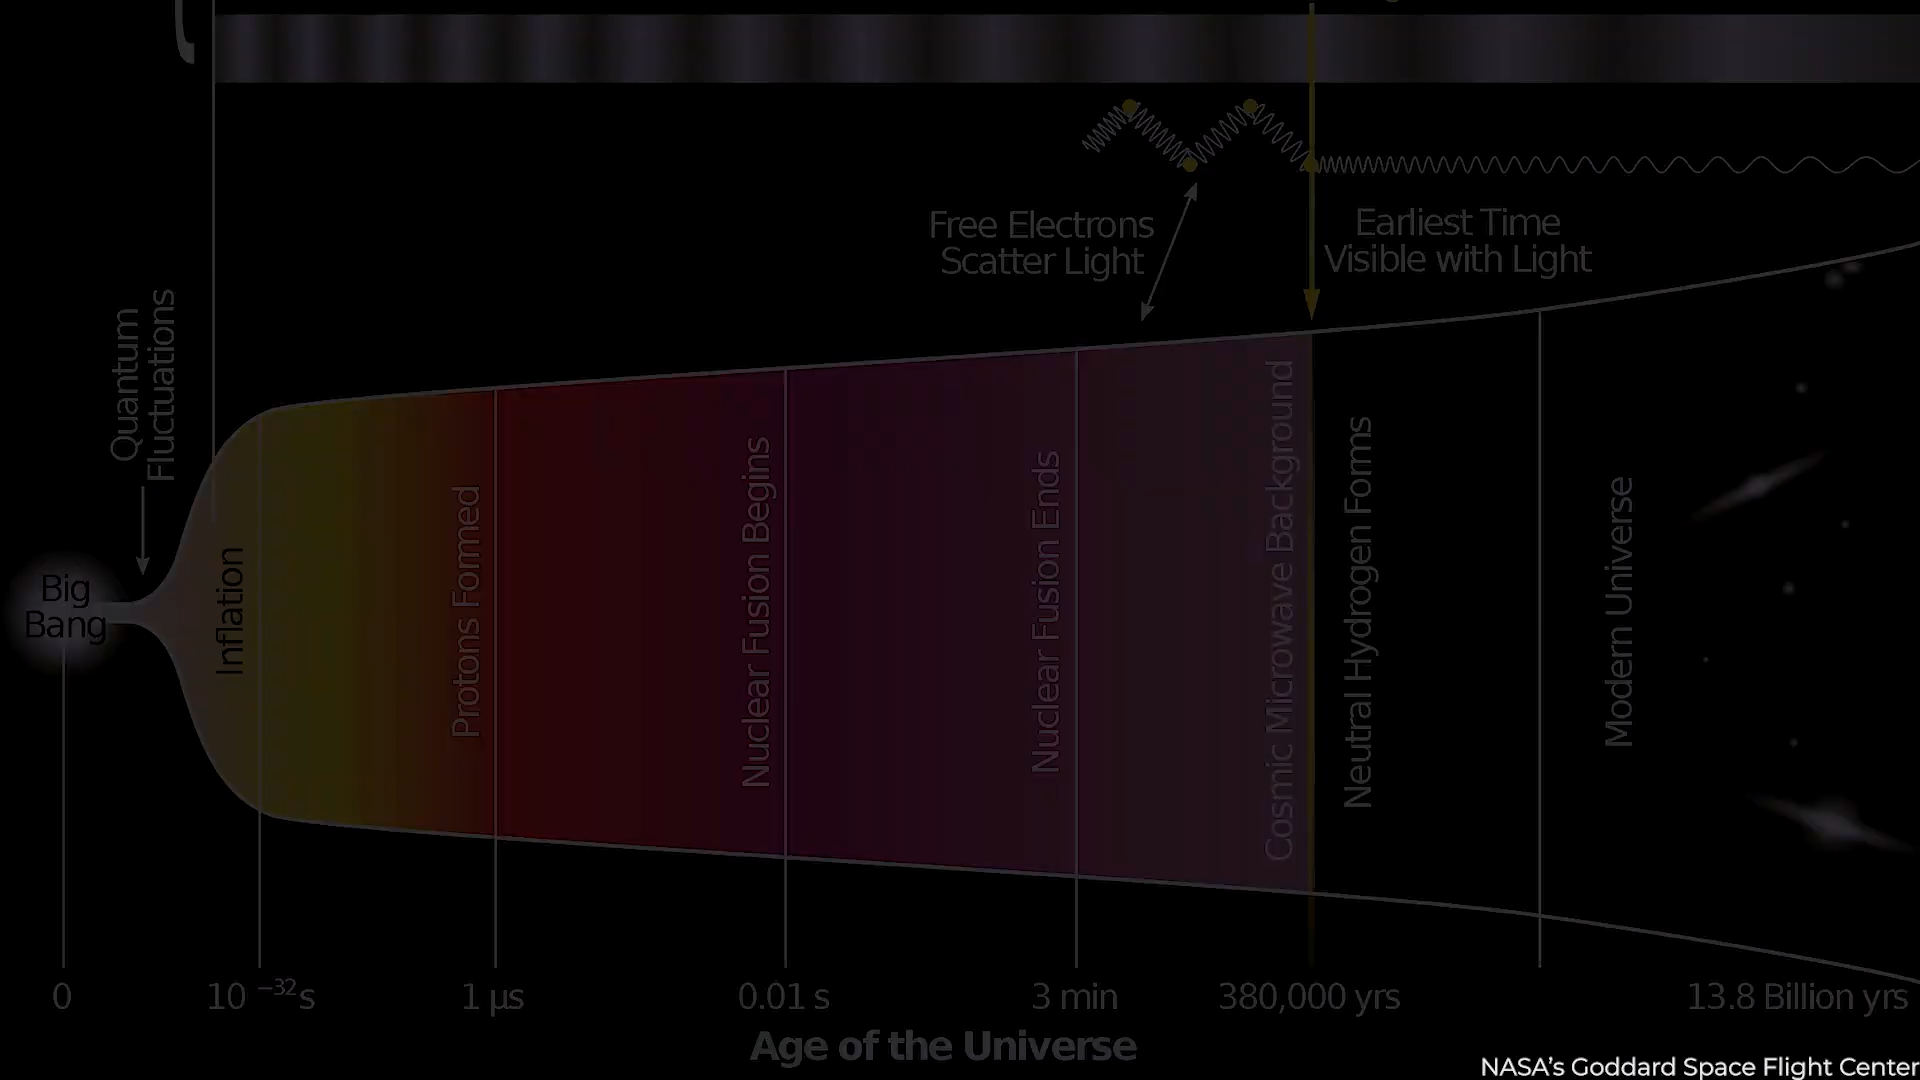 Free Electrons
Scatter Light
Earliest Time
Visible with Light
Quantum
Fluctuations
Big
Bang
Inflation
Protons Formed
Nuclear Fusion Begins
Nuclear Fusion Ends
Cosmic Microwave Background
Neutral Hydrogen Forms
Modern Universe
0
10⁻³²s
1 µs
0.01 s
3 min
380,000 yrs
13.8 Billion yrs
Age of the Universe
NASA's Goddard Space Flight Center